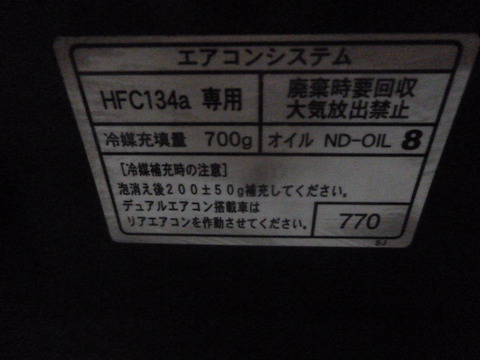 エアコンシステム
HFC134a 専用
廃棄時要回収
大気放出禁止
冷媒充填量 700g
オイル ND-OIL 8
[冷媒補充時の注意]
泡消え後200±50g補充してください。
デュアルエアコン搭載車は
リアエアコンを作動させてください。
770
SJ